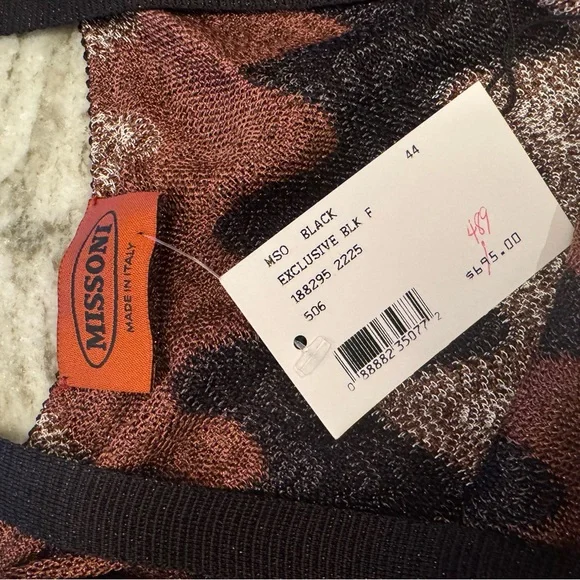 MISSONI
MADE IN ITALY
44
MSO BLACK
EXCLUSIVE BLK F
188295 2225
506
489
$695.00
0 88882 35077 2